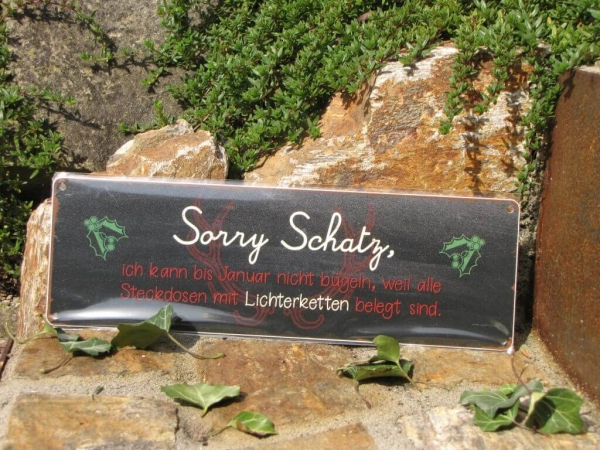 Sorry Schatz,
ich kann bis Januar nicht bügeln, weil alle
Steckdosen mit Lichterketten belegt sind.